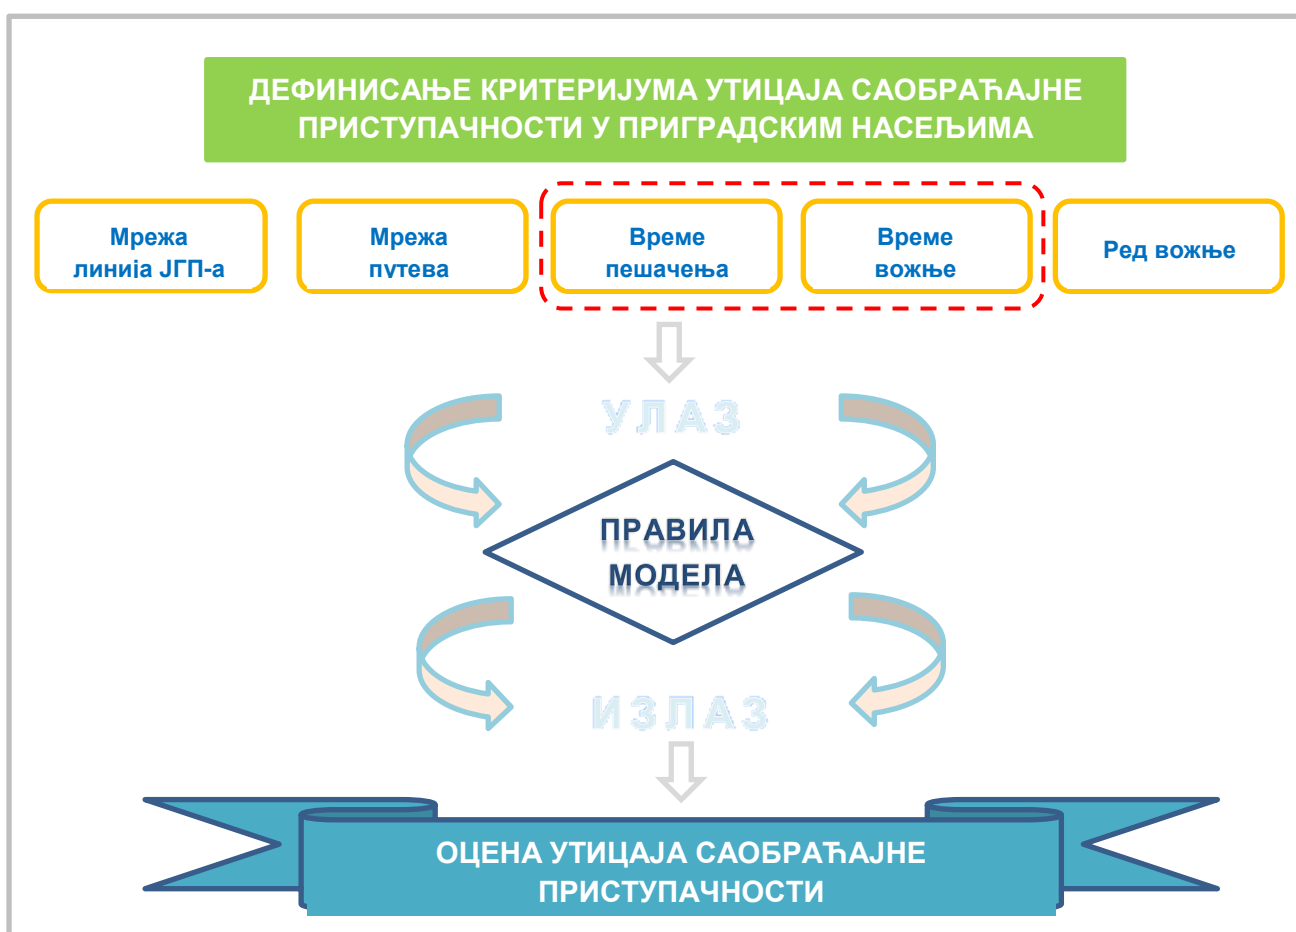 ДЕФИНИСАЊЕ КРИТЕРИЈУМА УТИЦАЈА САОБРАЋАЈНЕ
ПРИСТУПАЧНОСТИ У ПРИГРАДСКИМ НАСЕЉИМА
Мрежа
линија ЈГП-а
Мрежа
путева
Време
пешачења
Време
вожње
Ред вожње
УЛАЗ
ПРАВИЛА
МОДЕЛА
ИЗЛАЗ
ОЦЕНА УТИЦАЈА САОБРАЋАЈНЕ
ПРИСТУПАЧНОСТИ